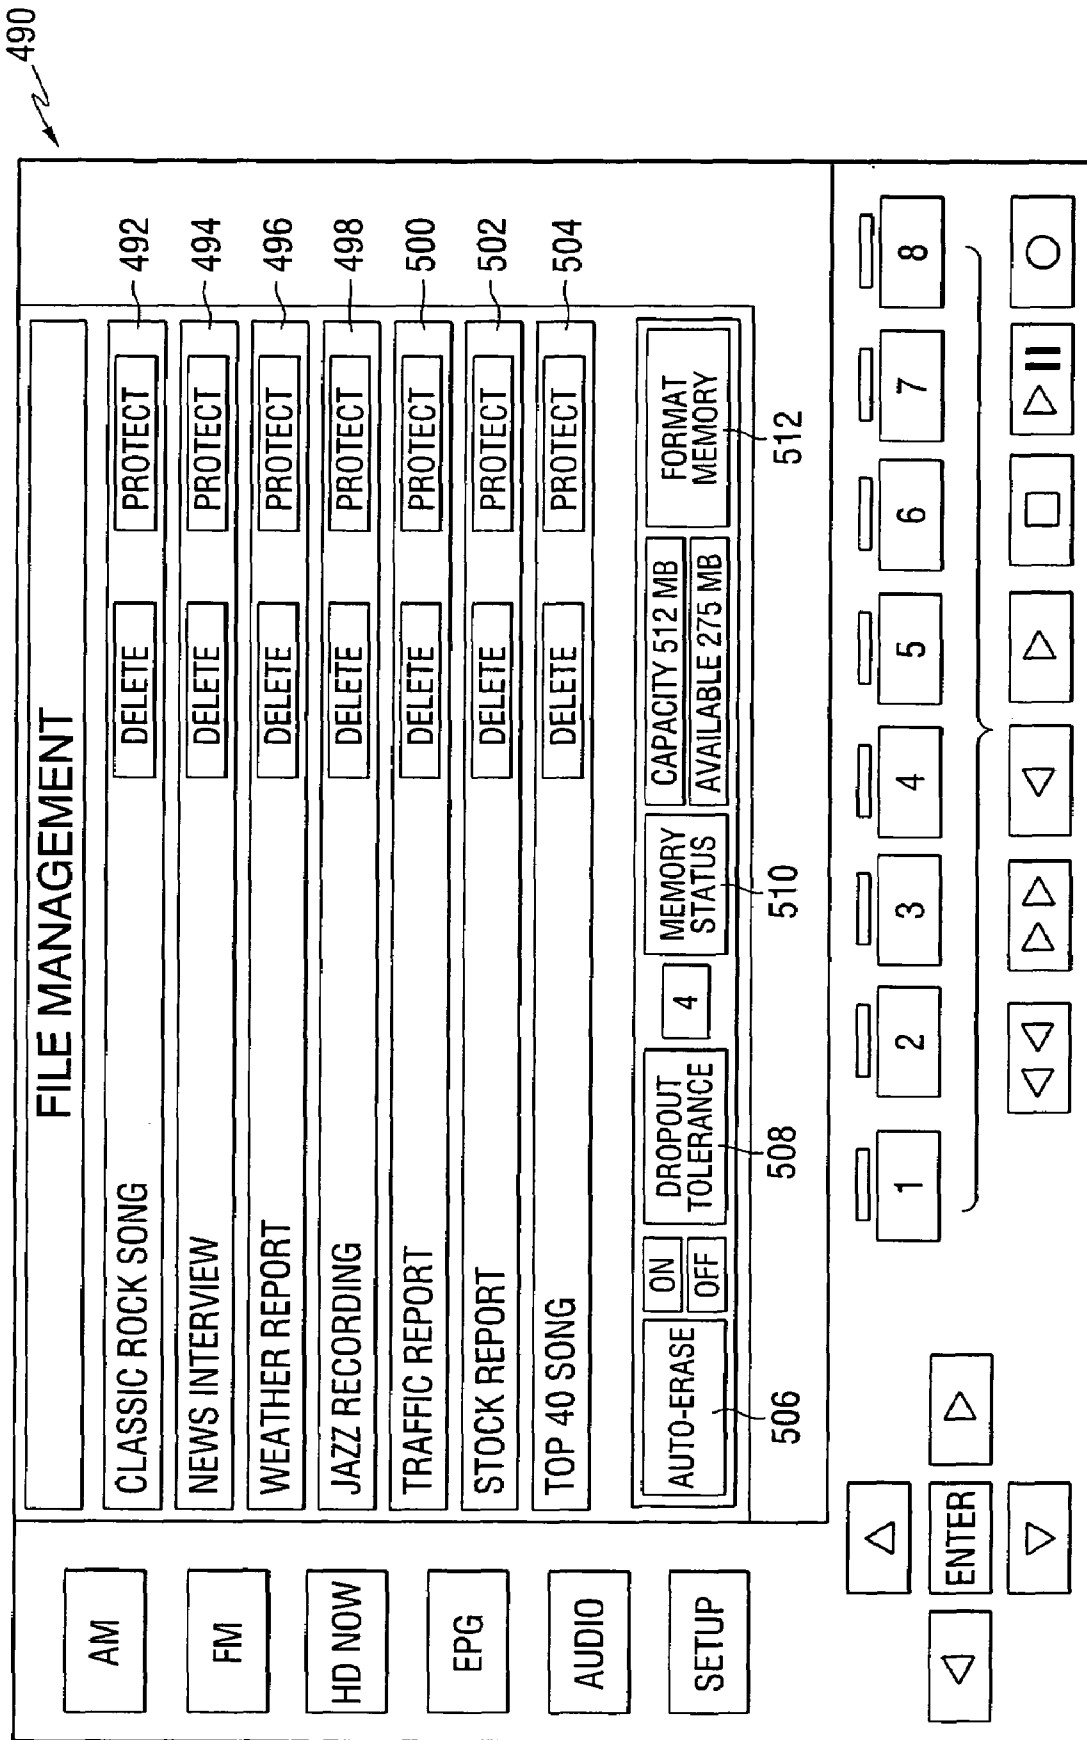 490
FILE MANAGEMENT
CLASSIC ROCK SONG DELETE PROTECT 492
NEWS INTERVIEW DELETE PROTECT 494
WEATHER REPORT DELETE PROTECT 496
JAZZ RECORDING DELETE PROTECT 498
TRAFFIC REPORT DELETE PROTECT 500
STOCK REPORT DELETE PROTECT 502
TOP 40 SONG DELETE PROTECT 504
AUTO-ERASE
ON
OFF
DROPOUT
TOLERANCE
4
MEMORY
STATUS
CAPACITY 512 MB
AVAILABLE 275 MB
FORMAT
MEMORY
506
508
510
512
AM
FM
HD NOW
EPG
AUDIO
SETUP
1 2 3 4 5 6 7 8
ENTER